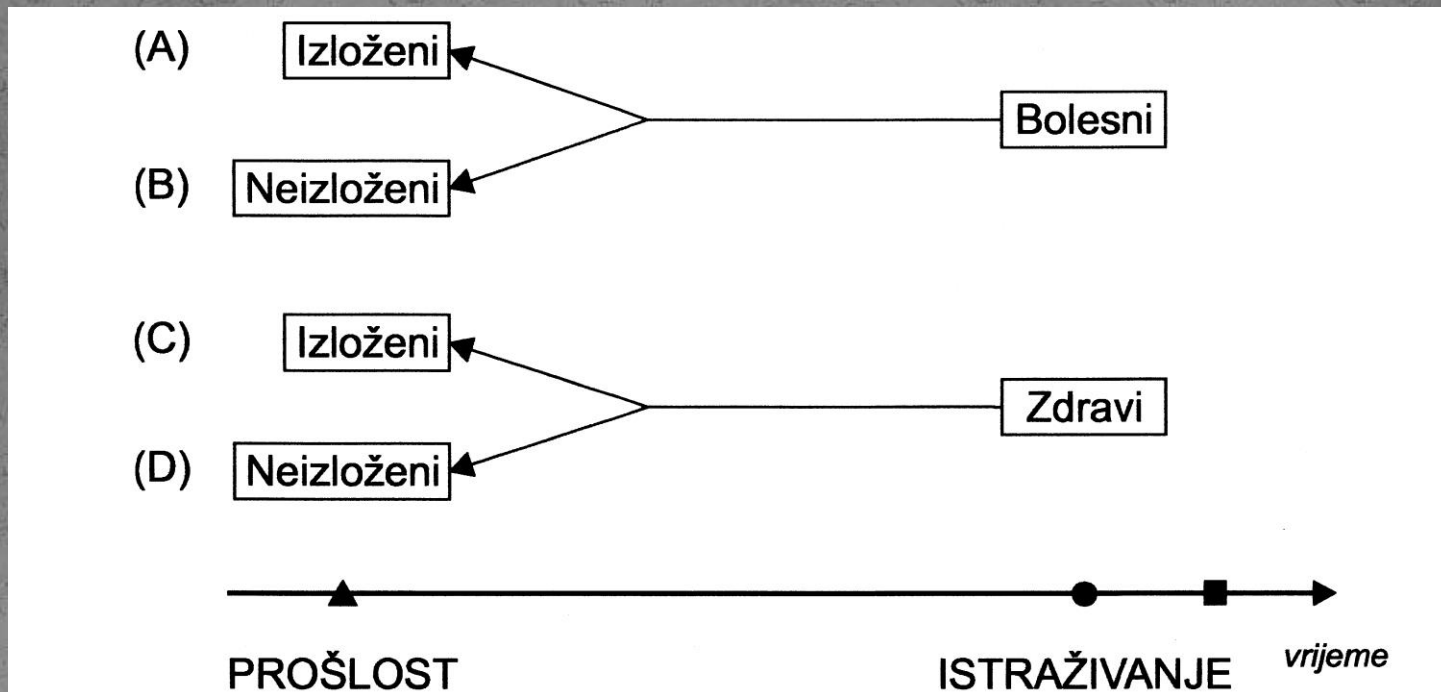 (A) Izloženi
Bolesni
(B) Neizloženi
(C) Izloženi
Zdravi
(D) Neizloženi
PROŠLOST ISTRAŽIVANJE vrijeme